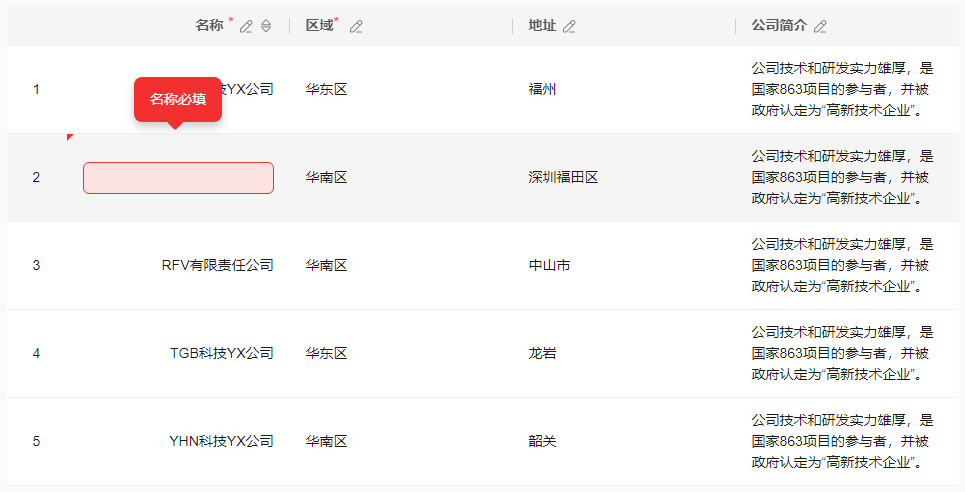 名称 * 区域* 地址 公司简介
公司技术和研发实力雄厚，是
1 技YX公司 华东区 福州 国家863项目的参与者，并被
名称必填
政府认定为“高新技术企业”。
公司技术和研发实力雄厚，是
2 华南区 深圳福田区 国家863项目的参与者，并被
政府认定为“高新技术企业”。
公司技术和研发实力雄厚，是
3 RFV有限责任公司 华南区 中山市 国家863项目的参与者，并被
政府认定为“高新技术企业”。
公司技术和研发实力雄厚，是
4 TGB科技YX公司 华东区 龙岩 国家863项目的参与者，并被
政府认定为“高新技术企业”。
公司技术和研发实力雄厚，是
5 YHN科技YX公司 华南区 韶关 国家863项目的参与者，并被
政府认定为“高新技术企业”。